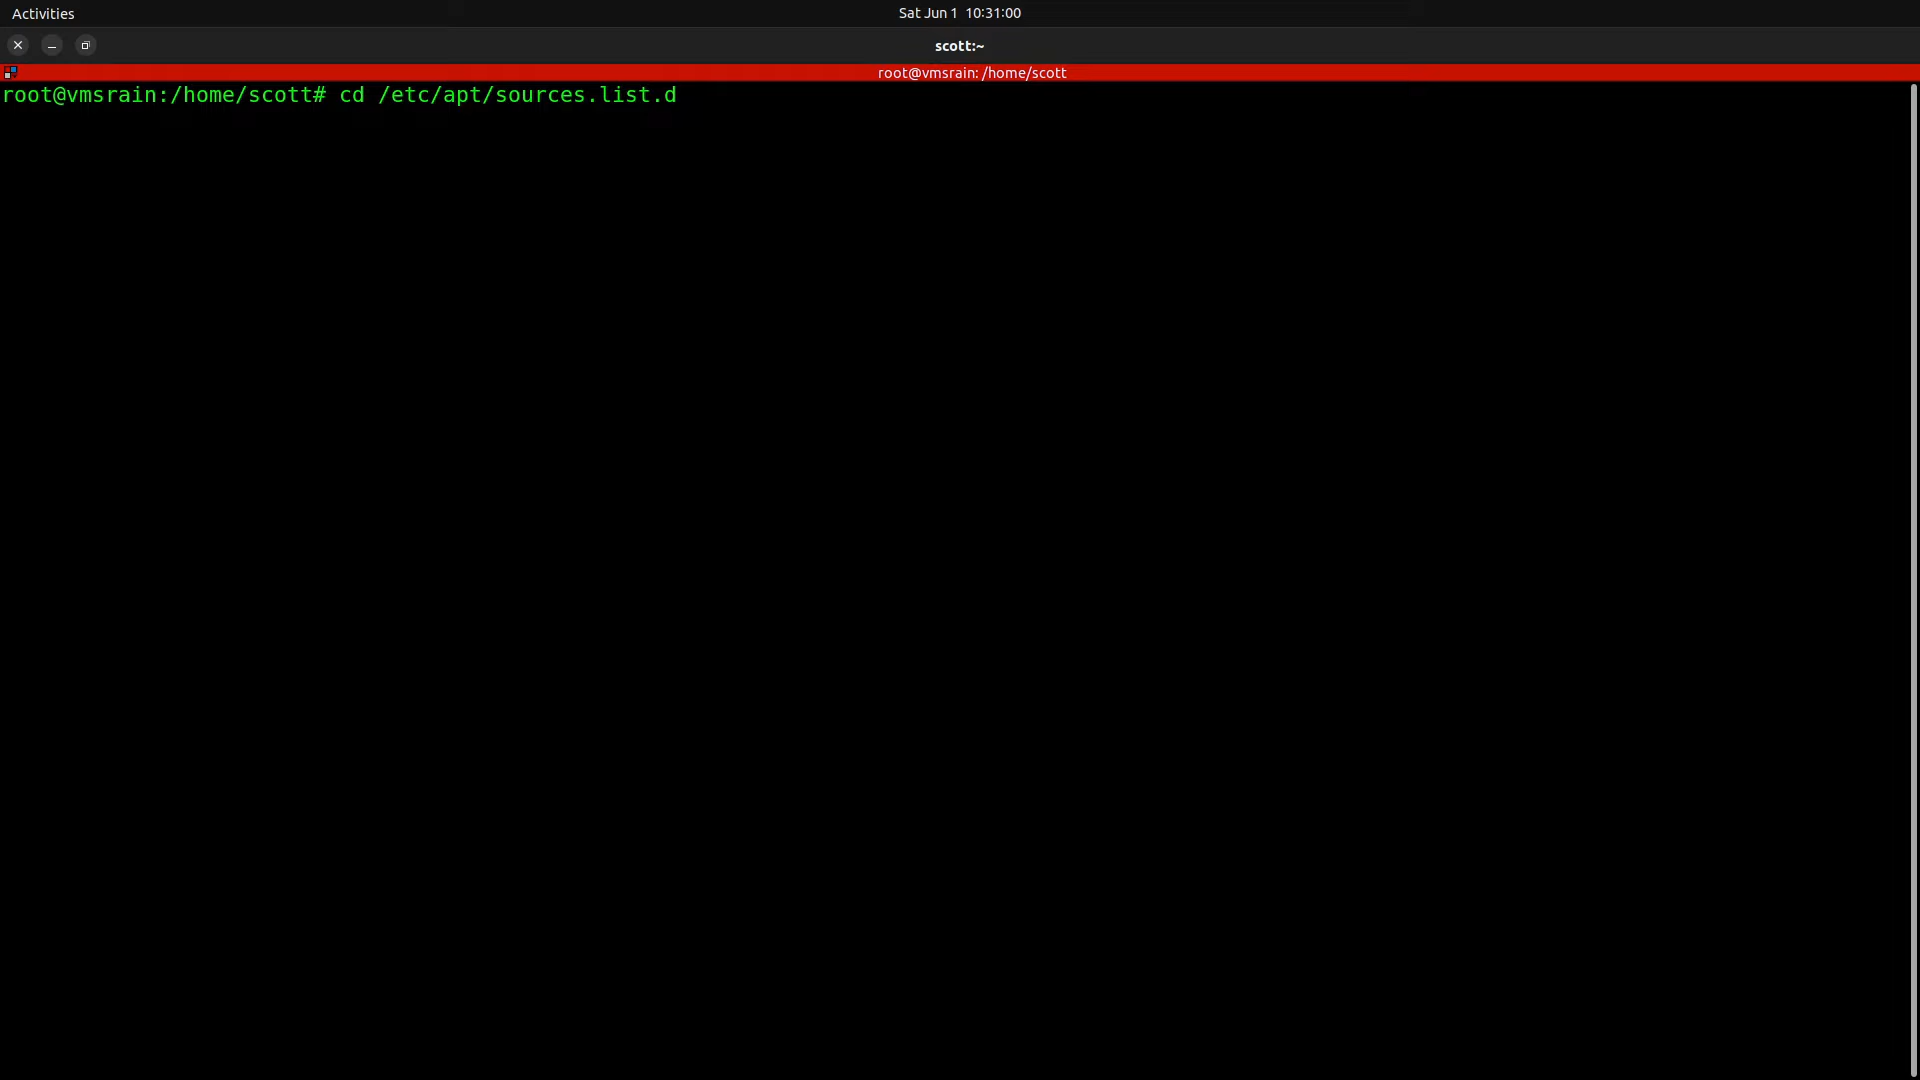 Activities
Sat Jun 1 10:31:00
scott:~
root@vmsrain: /home/scott
root@vmsrain:/home/scott# cd /etc/apt/sources.list.d